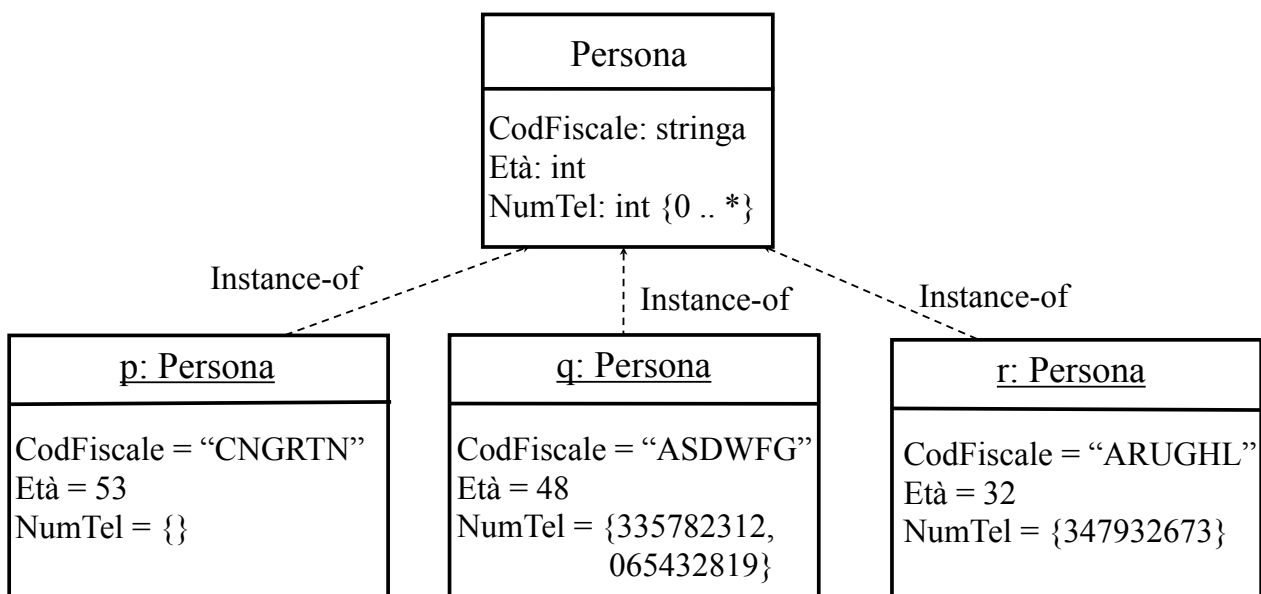 Persona
CodFiscale: stringa
Età: int
NumTel: int {0 .. *}
Instance-of
Instance-of
Instance-of
p: Persona
CodFiscale = “CNGRTN”
Età = 53
NumTel = {}
q: Persona
CodFiscale = “ASDWFG”
Età = 48
NumTel = {335782312,
065432819}
r: Persona
CodFiscale = “ARUGHL”
Età = 32
NumTel = {347932673}